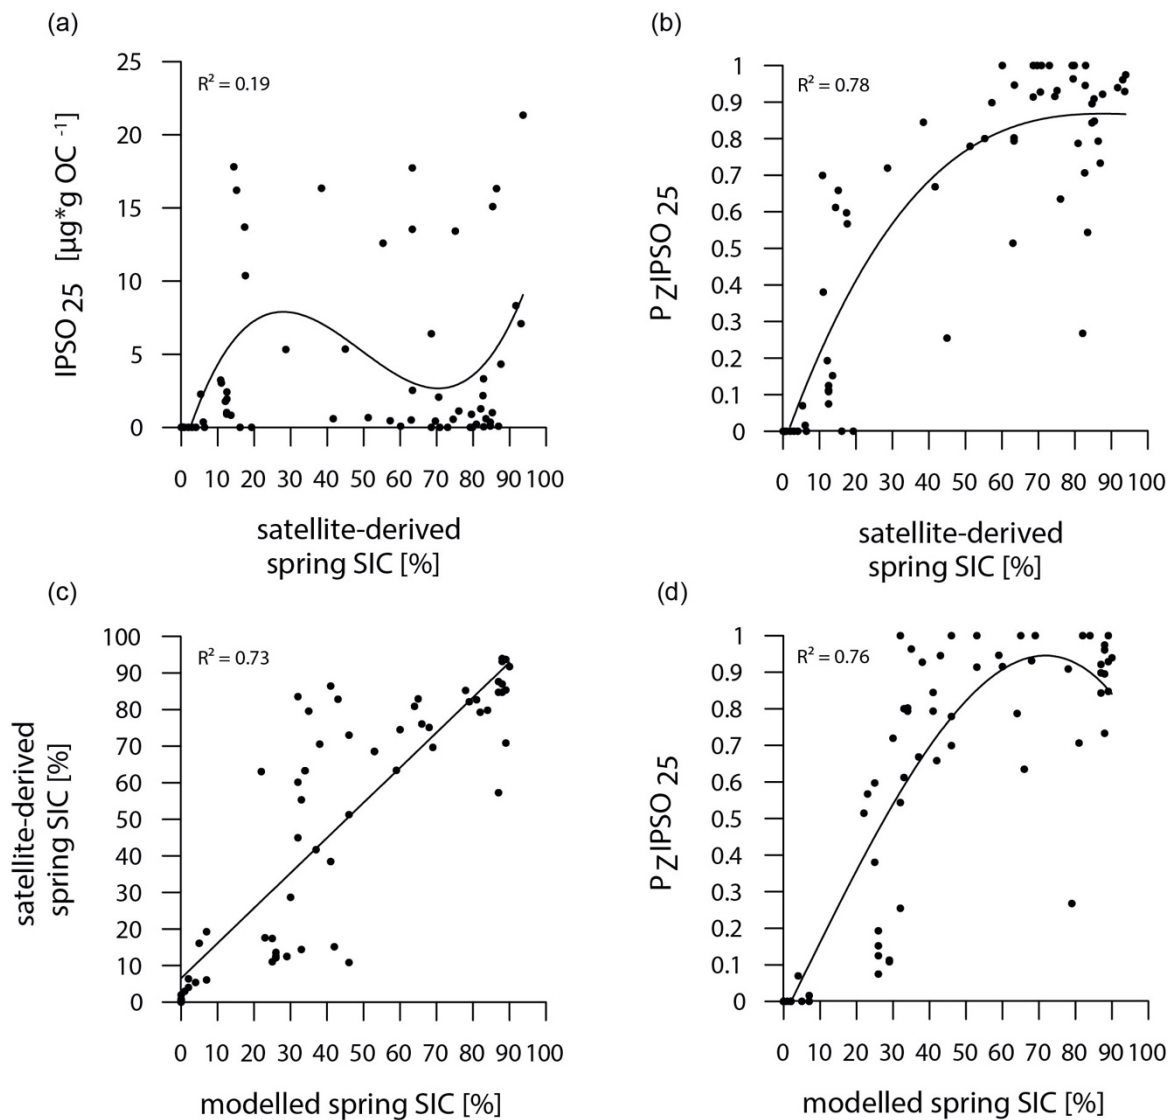 (a)
25
20
15
10
5
0
R² = 0.19
IPSO 25 [µg*g OC ⁻¹]
0 10 20 30 40 50 60 70 80 90 100
satellite-derived
spring SIC [%]
(b)
1
0.9
0.8
0.7
0.6
0.5
0.4
0.3
0.2
0.1
0
R² = 0.78
PZIPSO 25
0 10 20 30 40 50 60 70 80 90 100
satellite-derived
spring SIC [%]
(c)
100
90
80
70
60
50
40
30
20
10
0
R² = 0.73
satellite-derived
spring SIC [%]
0 10 20 30 40 50 60 70 80 90 100
modelled spring SIC [%]
(d)
1
0.9
0.8
0.7
0.6
0.5
0.4
0.3
0.2
0.1
0
R² = 0.76
PZIPSO 25
0 10 20 30 40 50 60 70 80 90 100
modelled spring SIC [%]